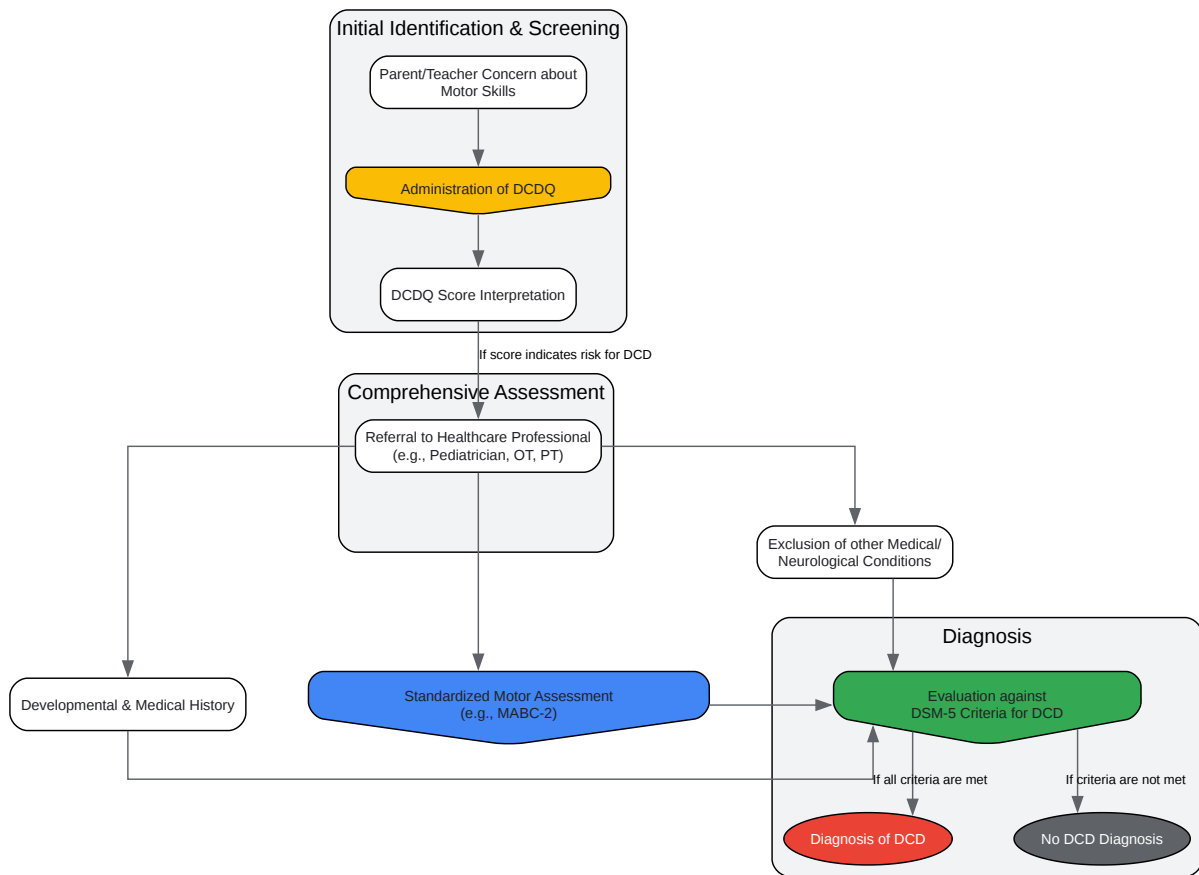 Initial Identification & Screening
Parent/Teacher Concern about
Motor Skills
Administration of DCDQ
DCDQ Score Interpretation
If score indicates risk for DCD
Comprehensive Assessment
Referral to Healthcare Professional
(e.g., Pediatrician, OT, PT)
Exclusion of other Medical/
Neurological Conditions
Diagnosis
Developmental & Medical History
Standardized Motor Assessment
(e.g., MABC-2)
Evaluation against
DSM-5 Criteria for DCD
If all criteria are met
If criteria are not met
Diagnosis of DCD
No DCD Diagnosis